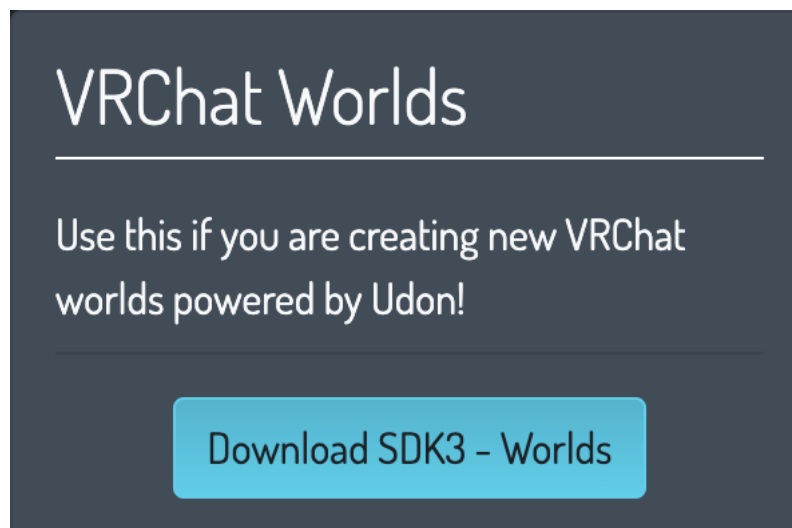 VRChat Worlds
Use this if you are creating new VRChat
worlds powered by Udon!
Download SDK3 - Worlds